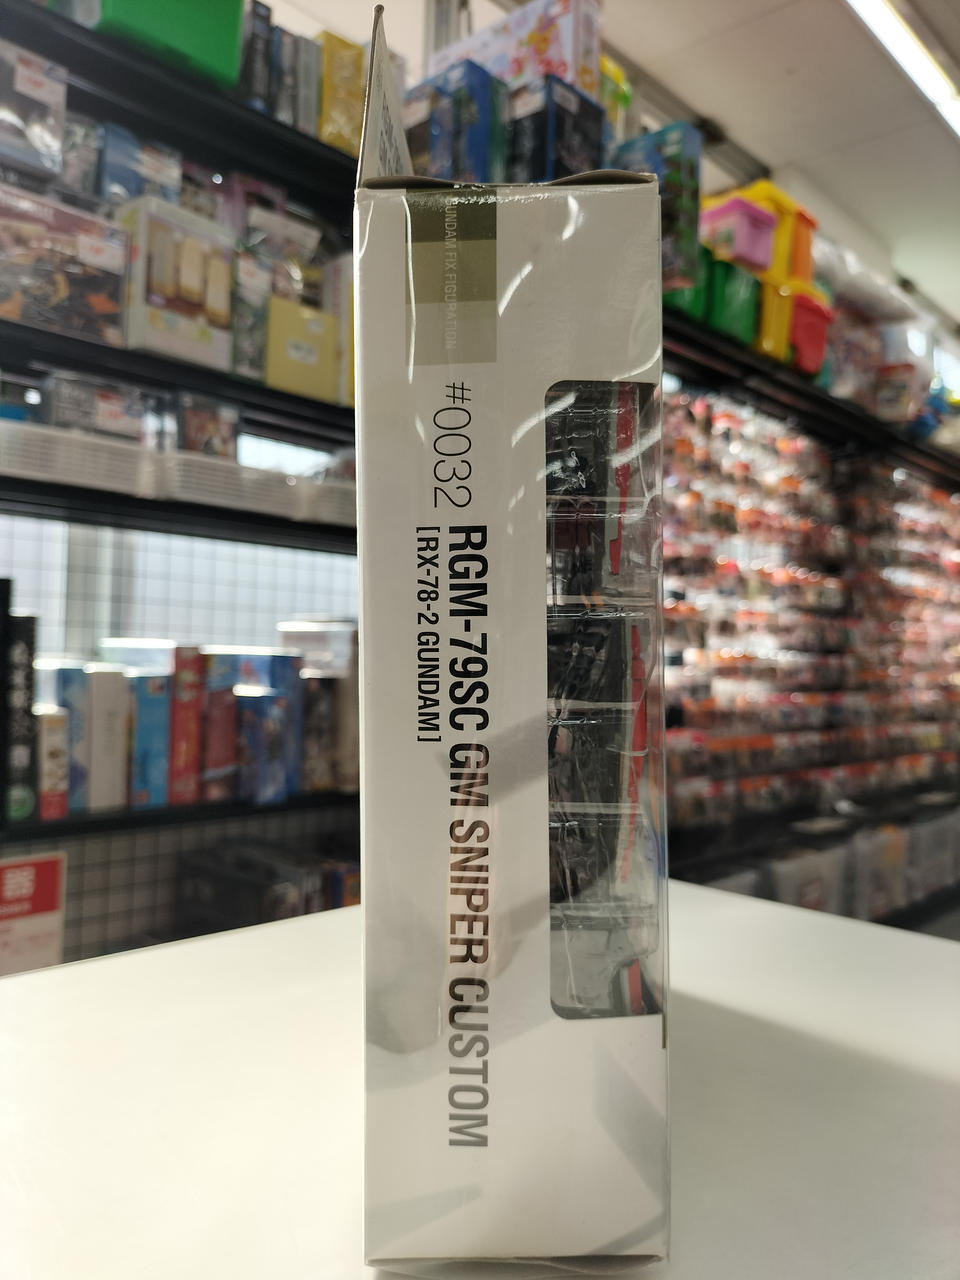 GUNDAM FIX FIGURATION
#0032
RGM-79SC GM SNIPER CUSTOM
[RX-78-2 GUNDAM]